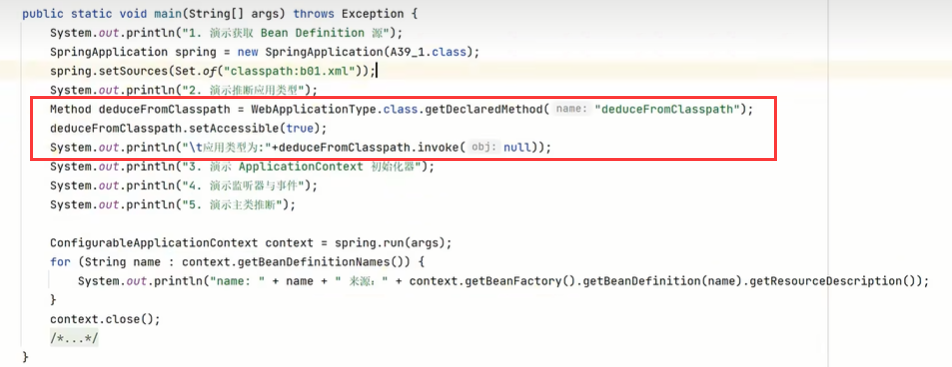 public static void main(String[] args) throws Exception {
System.out.println("1. 演示获取 Bean Definition 源");
SpringApplication spring = new SpringApplication(A39_1.class);
spring.setSources(Set.of("classpath:b01.xml"));
System.out.println("2. 演示推断应用类型");
Method deduceFromClasspath = WebApplicationType.class.getDeclaredMethod( name: "deduceFromClasspath");
deduceFromClasspath.setAccessible(true);
System.out.println("\t应用类型为:"+deduceFromClasspath.invoke( obj: null));
System.out.println("3. 演示 ApplicationContext 初始化器");
System.out.println("4. 演示监听器与事件");
System.out.println("5. 演示主类推断");
ConfigurableApplicationContext context = spring.run(args);
for (String name : context.getBeanDefinitionNames()) {
System.out.println("name: " + name + " 来源：" + context.getBeanFactory().getBeanDefinition(name).getResourceDescription());
}
context.close();
/*...*/
}